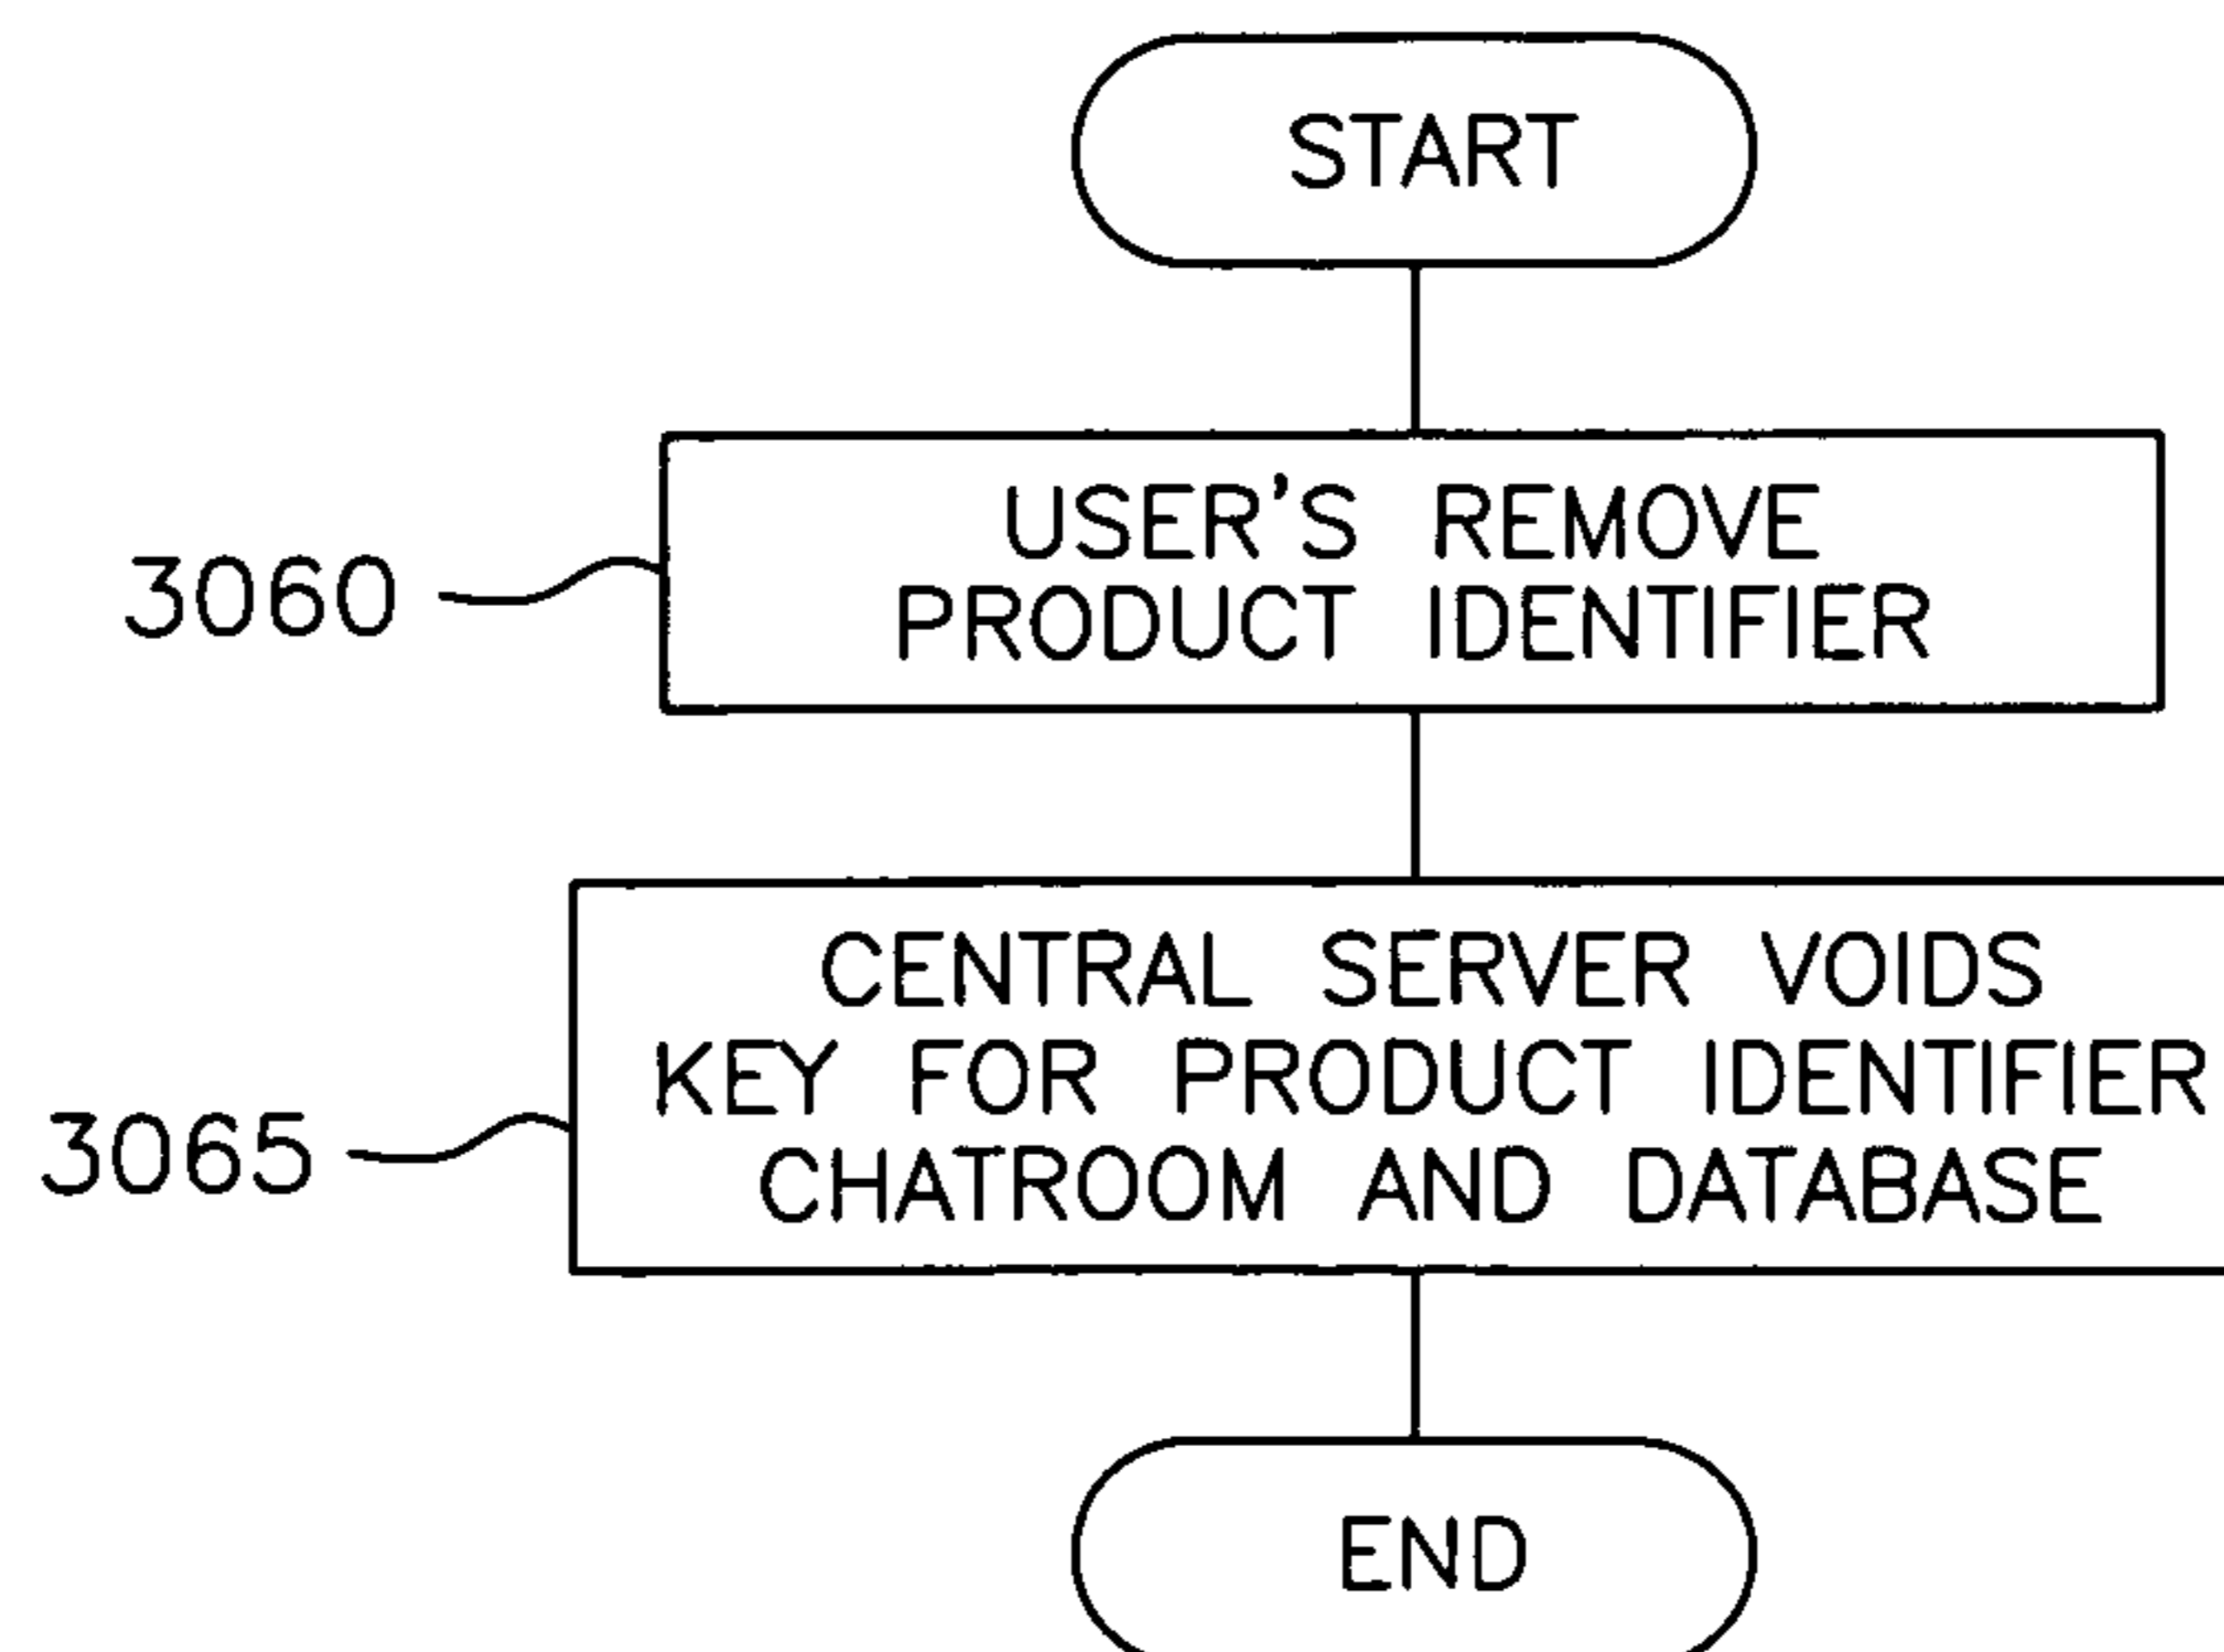 START
USER'S REMOVE
PRODUCT IDENTIFIER
3060
CENTRAL SERVER VOIDS
KEY FOR PRODUCT IDENTIFIER
CHATROOM AND DATABASE
3065
END